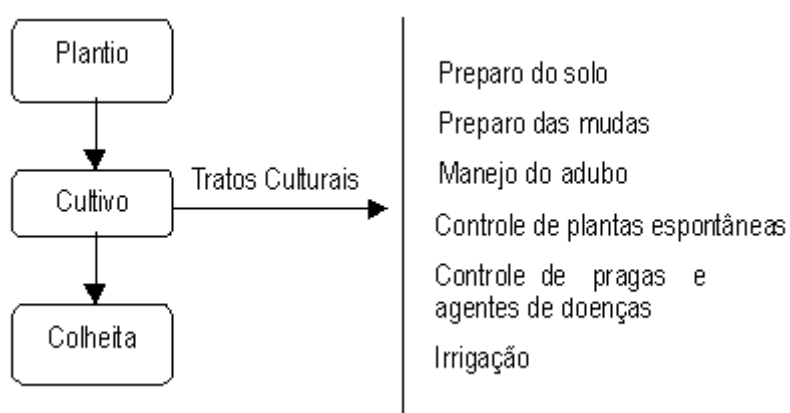 Plantio
Cultivo
Colheita
Tratos Culturais
Preparo do solo
Preparo das mudas
Manejo do adubo
Controle de plantas espontâneas
Controle de pragas e
agentes de doenças
Irrigação